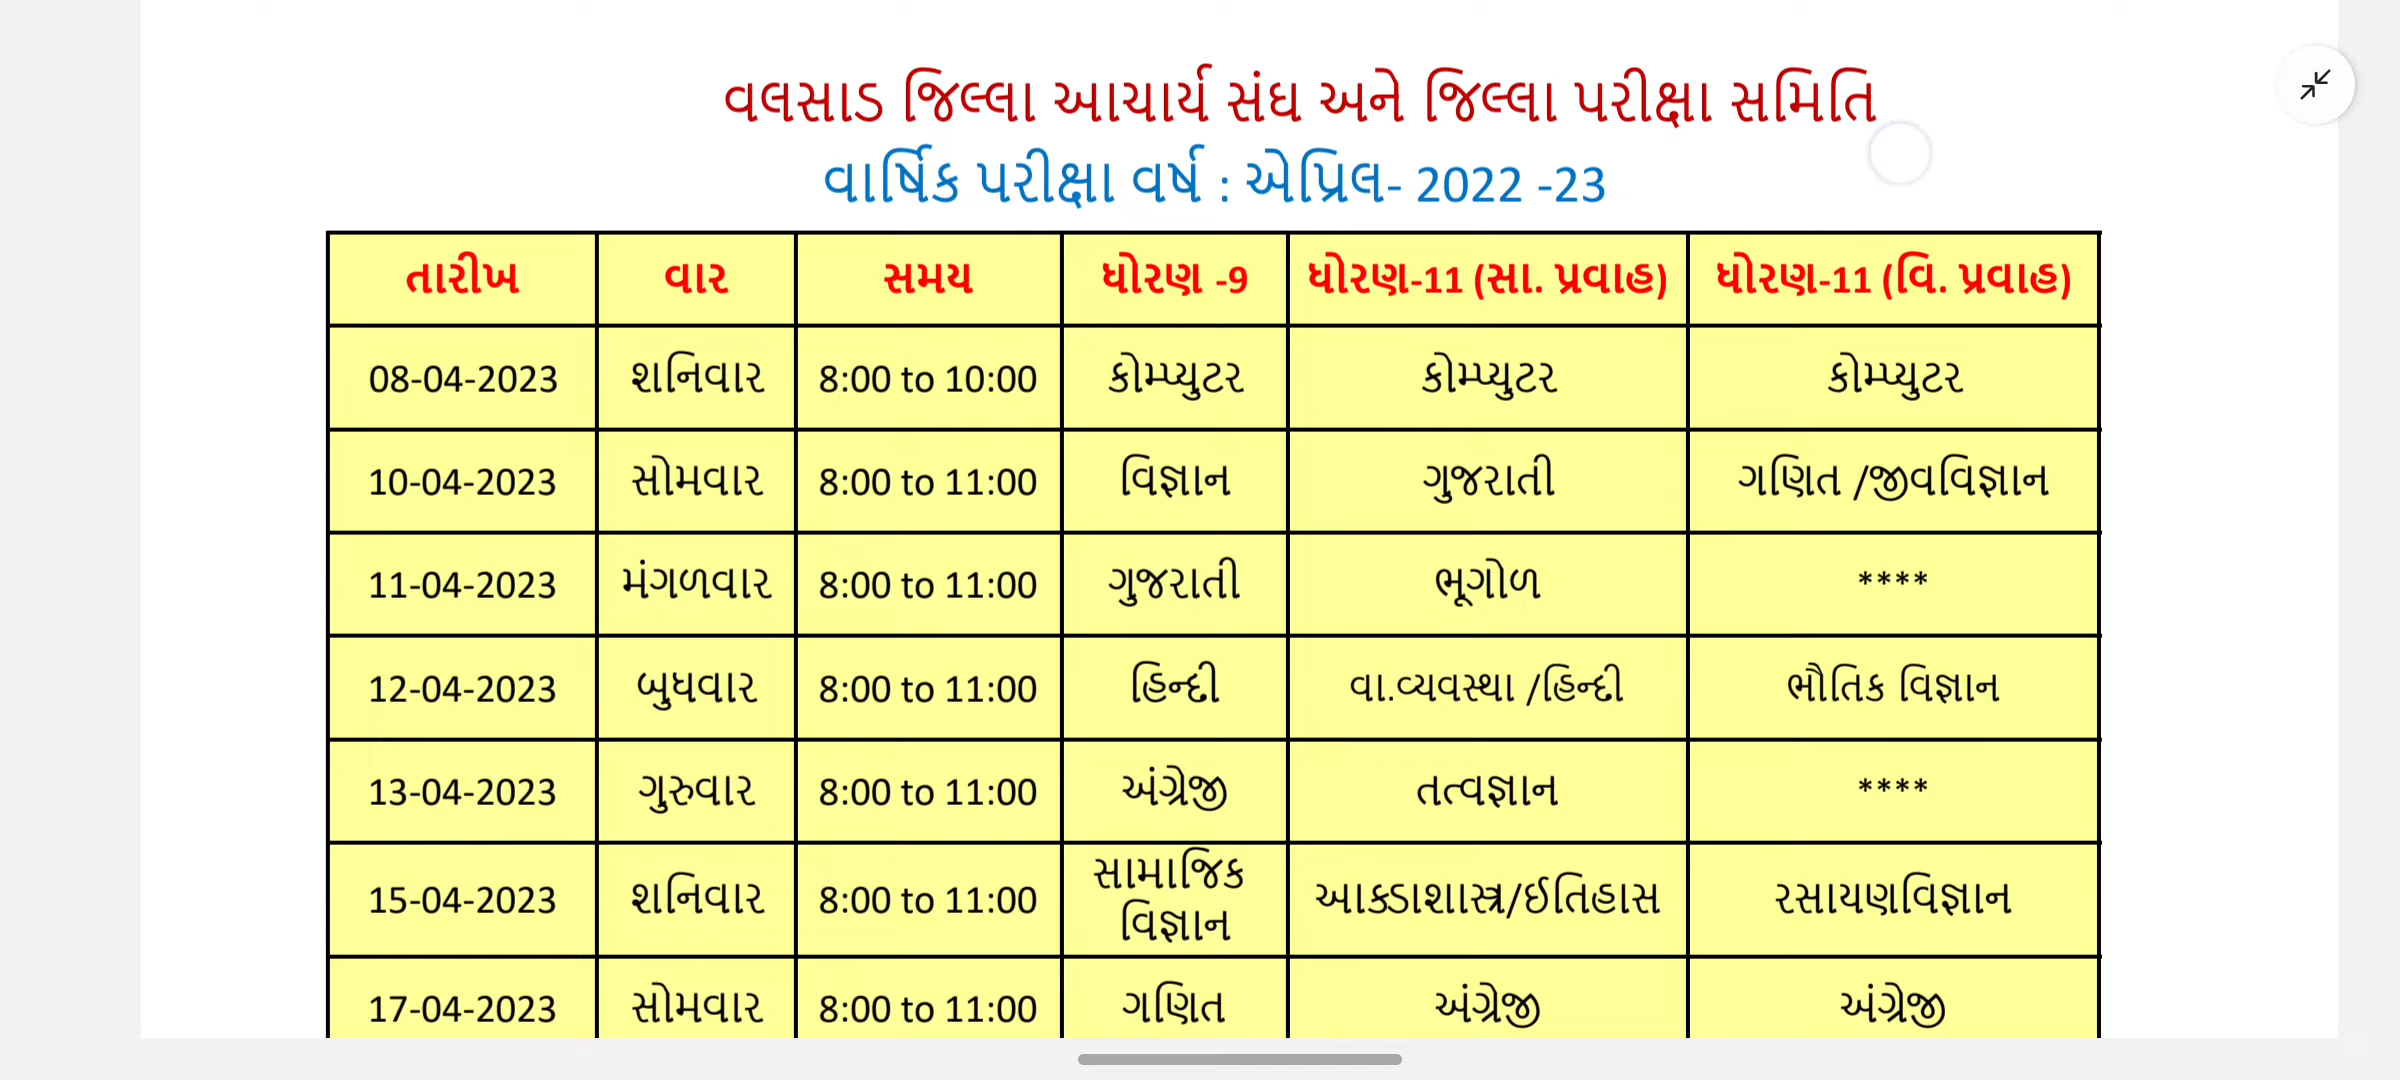 વલસાડ જિલ્લા આચાર્ય સંઘ અને જિલ્લા પરીક્ષા સમિતિ
વાર્ષિક પરીક્ષા વર્ષ : એપ્રિલ- 2022 -23
તારીખ વાર સમય ધોરણ -9 ધોરણ-11 (સા. પ્રવાહ) ધોરણ-11 (વિ. પ્રવાહ)
08-04-2023 શનિવાર 8:00 to 10:00 કોમ્પ્યુટર કોમ્પ્યુટર કોમ્પ્યુટર
10-04-2023 સોમવાર 8:00 to 11:00 વિજ્ઞાન ગુજરાતી ગણિત /જીવવિજ્ઞાન
11-04-2023 મંગળવાર 8:00 to 11:00 ગુજરાતી ભૂગોળ ****
12-04-2023 બુધવાર 8:00 to 11:00 હિન્દી વા.વ્યવસ્થા /હિન્દી ભૌતિક વિજ્ઞાન
13-04-2023 ગુરુવાર 8:00 to 11:00 અંગ્રેજી તત્વજ્ઞાન ****
15-04-2023 શનિવાર 8:00 to 11:00 સામાજિક વિજ્ઞાન આક્ડાશાસ્ત્ર/ઈતિહાસ રસાયણવિજ્ઞાન
17-04-2023 સોમવાર 8:00 to 11:00 ગણિત અંગ્રેજી અંગ્રેજી